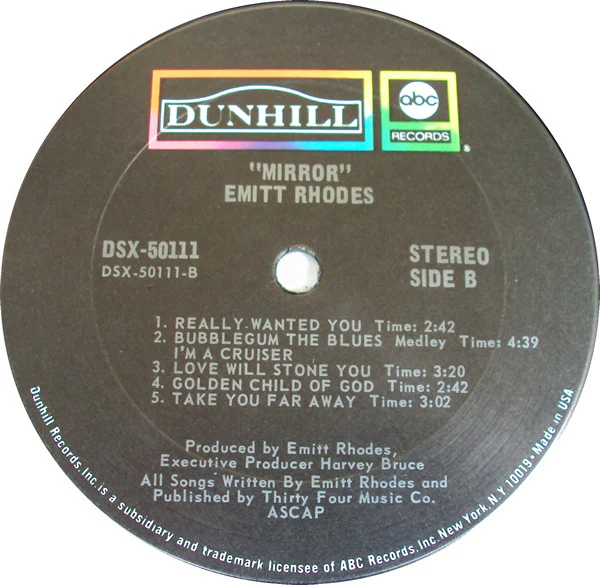 DUNHILL
abc
RECORDS
®
"MIRROR"
EMITT RHODES
DSX-50111
DSX-50111-B
STEREO
SIDE B
1. REALLY WANTED YOU Time: 2:42
2. BUBBLEGUM THE BLUES Medley Time: 4:39
I'M A CRUISER
3. LOVE WILL STONE YOU Time: 3:20
4. GOLDEN CHILD OF GOD Time: 2:42
5. TAKE YOU FAR AWAY Time: 3:02
Produced by Emitt Rhodes,
Executive Producer Harvey Bruce
All Songs Written By Emitt Rhodes and
Published by Thirty Four Music Co.
ASCAP
Dunhill Records, Inc. is a subsidiary and trademark licensee of ABC Records, Inc. New York, N.Y 10019 • Made in USA